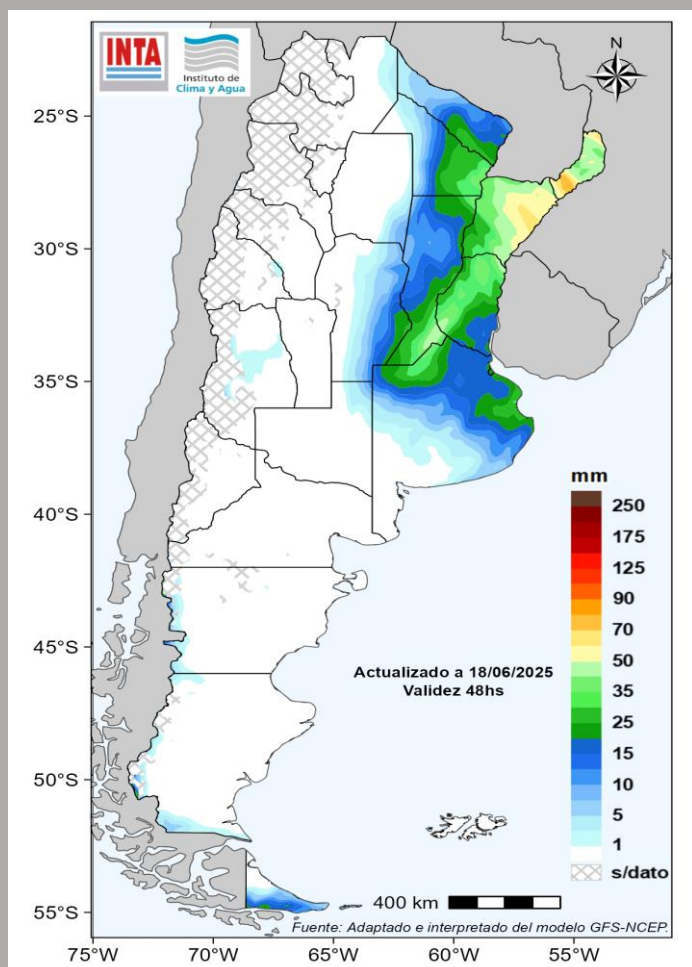 INTA
Instituto de
Clima y Agua
N
25°S
30°S
35°S
40°S
45°S
50°S
55°S
mm
250
175
125
90
70
50
35
25
15
10
5
1
s/dato
Actualizado a 18/06/2025
Validez 48hs
400 km
Fuente: Adaptado e interpretado del modelo GFS-NCEP.
75°W
70°W
65°W
60°W
55°W